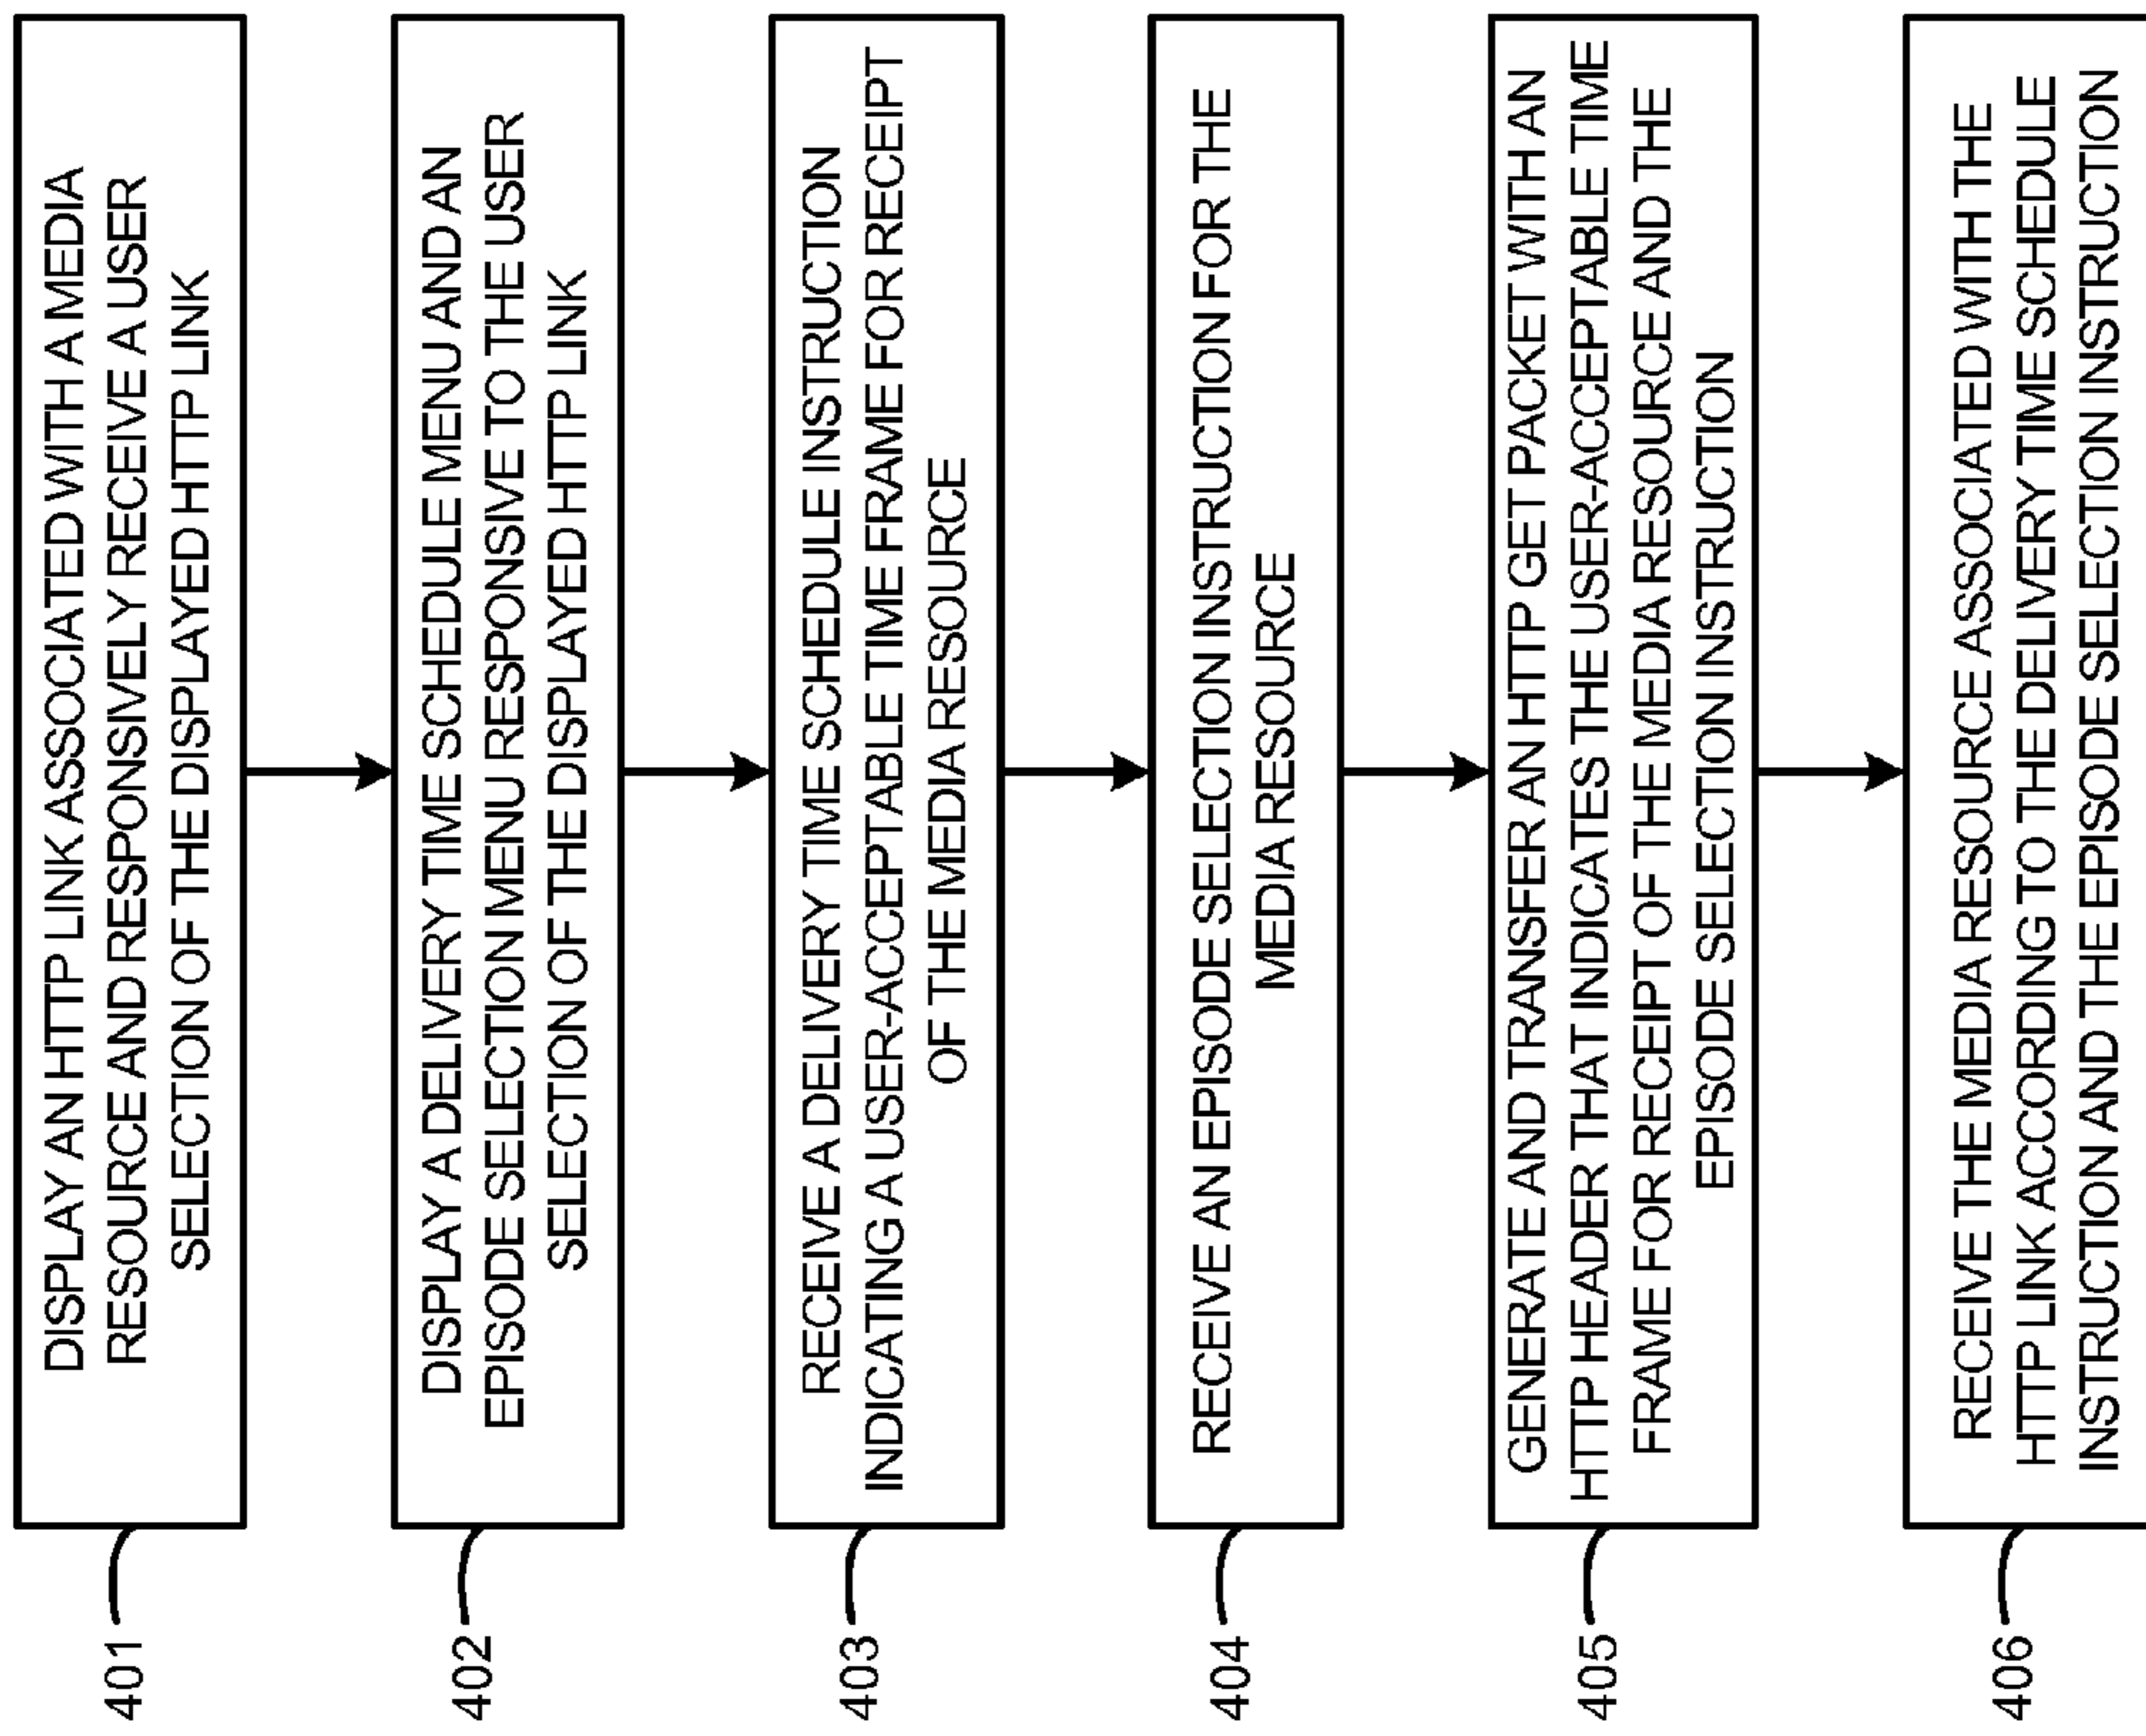 401
DISPLAY AN HTTP LINK ASSOCIATED WITH A MEDIA
RESOURCE AND RESPONSIVELY RECEIVE A USER
SELECTION OF THE DISPLAYED HTTP LINK
402
DISPLAY A DELIVERY TIME SCHEDULE MENU AND AN
EPISODE SELECTION MENU RESPONSIVE TO THE USER
SELECTION OF THE DISPLAYED HTTP LINK
403
RECEIVE A DELIVERY TIME SCHEDULE INSTRUCTION
INDICATING A USER-ACCEPTABLE TIME FRAME FOR RECEIPT
OF THE MEDIA RESOURCE
404
RECEIVE AN EPISODE SELECTION INSTRUCTION FOR THE
MEDIA RESOURCE
405
GENERATE AND TRANSFER AN HTTP GET PACKET WITH AN
HTTP HEADER THAT INDICATES THE USER-ACCEPTABLE TIME
FRAME FOR RECEIPT OF THE MEDIA RESOURCE AND THE
EPISODE SELECTION INSTRUCTION
406
RECEIVE THE MEDIA RESOURCE ASSOCIATED WITH THE
HTTP LINK ACCORDING TO THE DELIVERY TIME SCHEDULE
INSTRUCTION AND THE EPISODE SELECTION INSTRUCTION